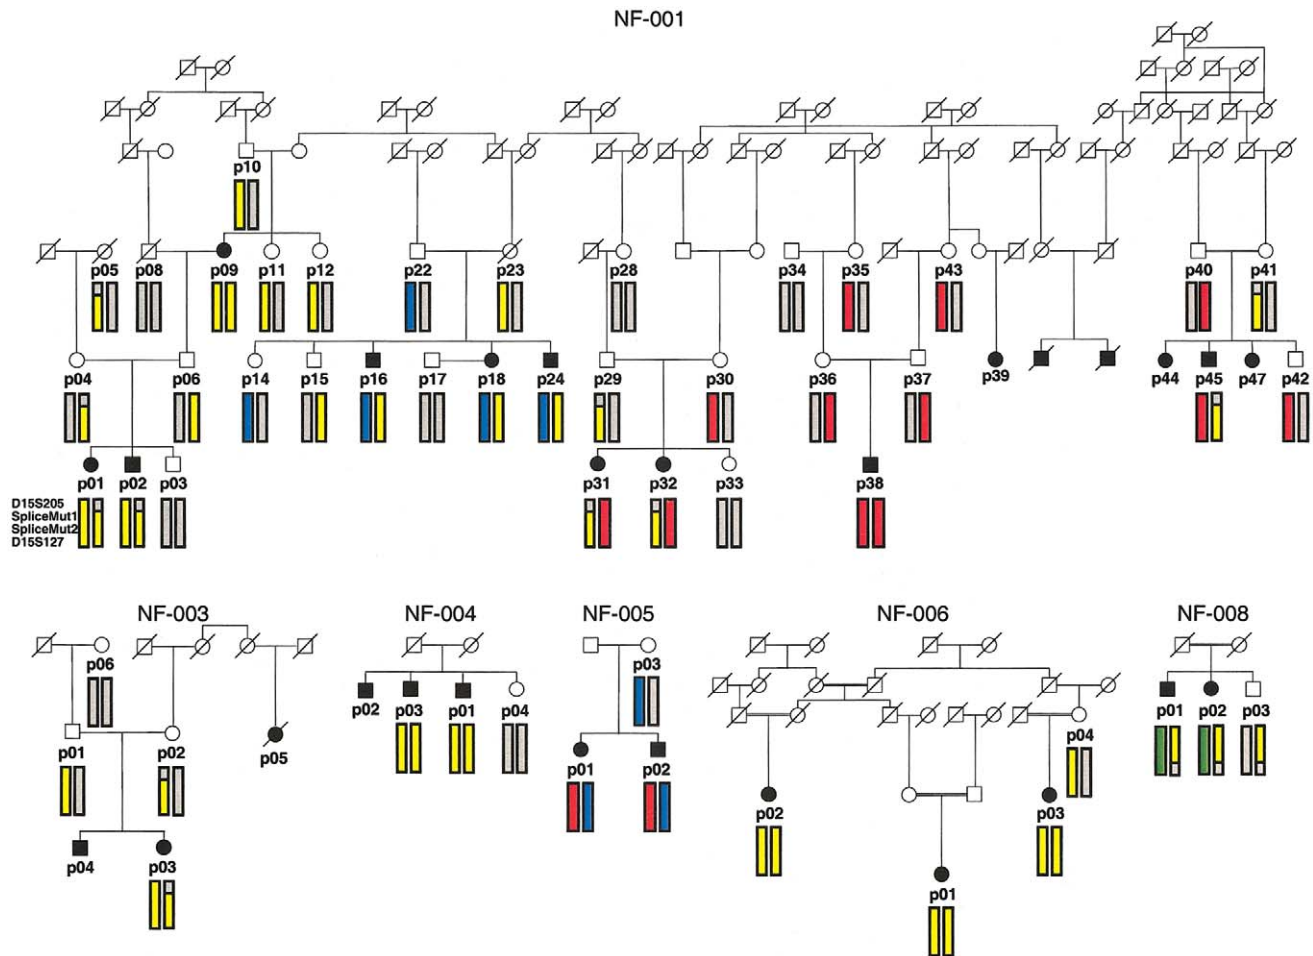 NF-001
p10
p05 p08 p09 p11 p12 p22 p23 p28 p34 p35 p43 p40 p41
p04 p06 p14 p15 p16 p17 p18 p24 p29 p30 p36 p37 p39 p44 p45 p47 p42
p01 p02 p03 p31 p32 p33 p38
D15S205
SpliceMut1
SpliceMut2
D15S127
NF-003 NF-004 NF-005 NF-006 NF-008
p06 p03
p02 p03 p01 p04 p01 p02 p03
p01 p02 p05 p04
p01 p02
p02 p03
p04 p03
p01